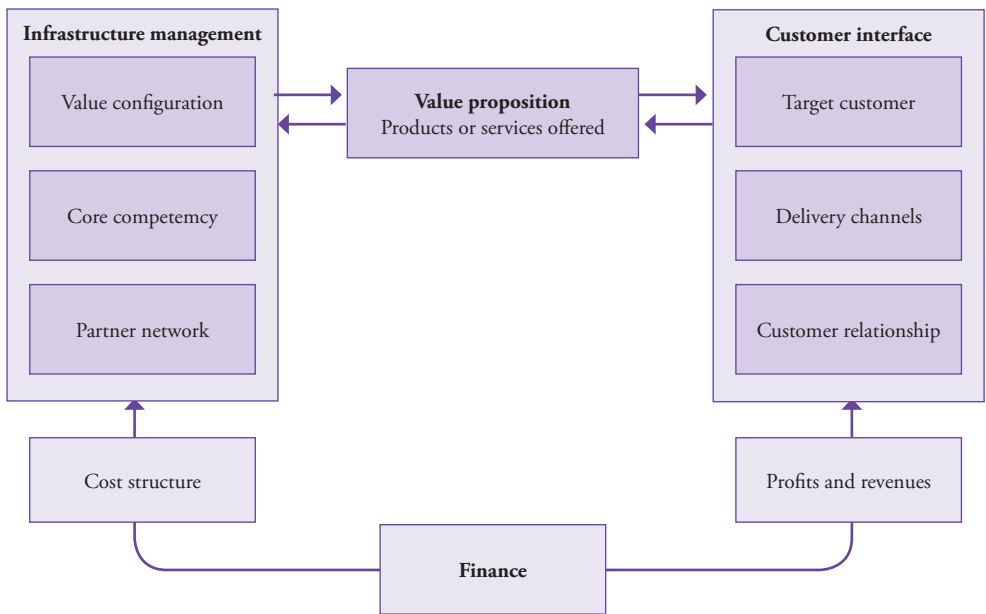 Infrastructure management
Value configuration
Core competemcy
Partner network
Value proposition
Products or services offered
Customer interface
Target customer
Delivery channels
Customer relationship
Cost structure
Profits and revenues
Finance